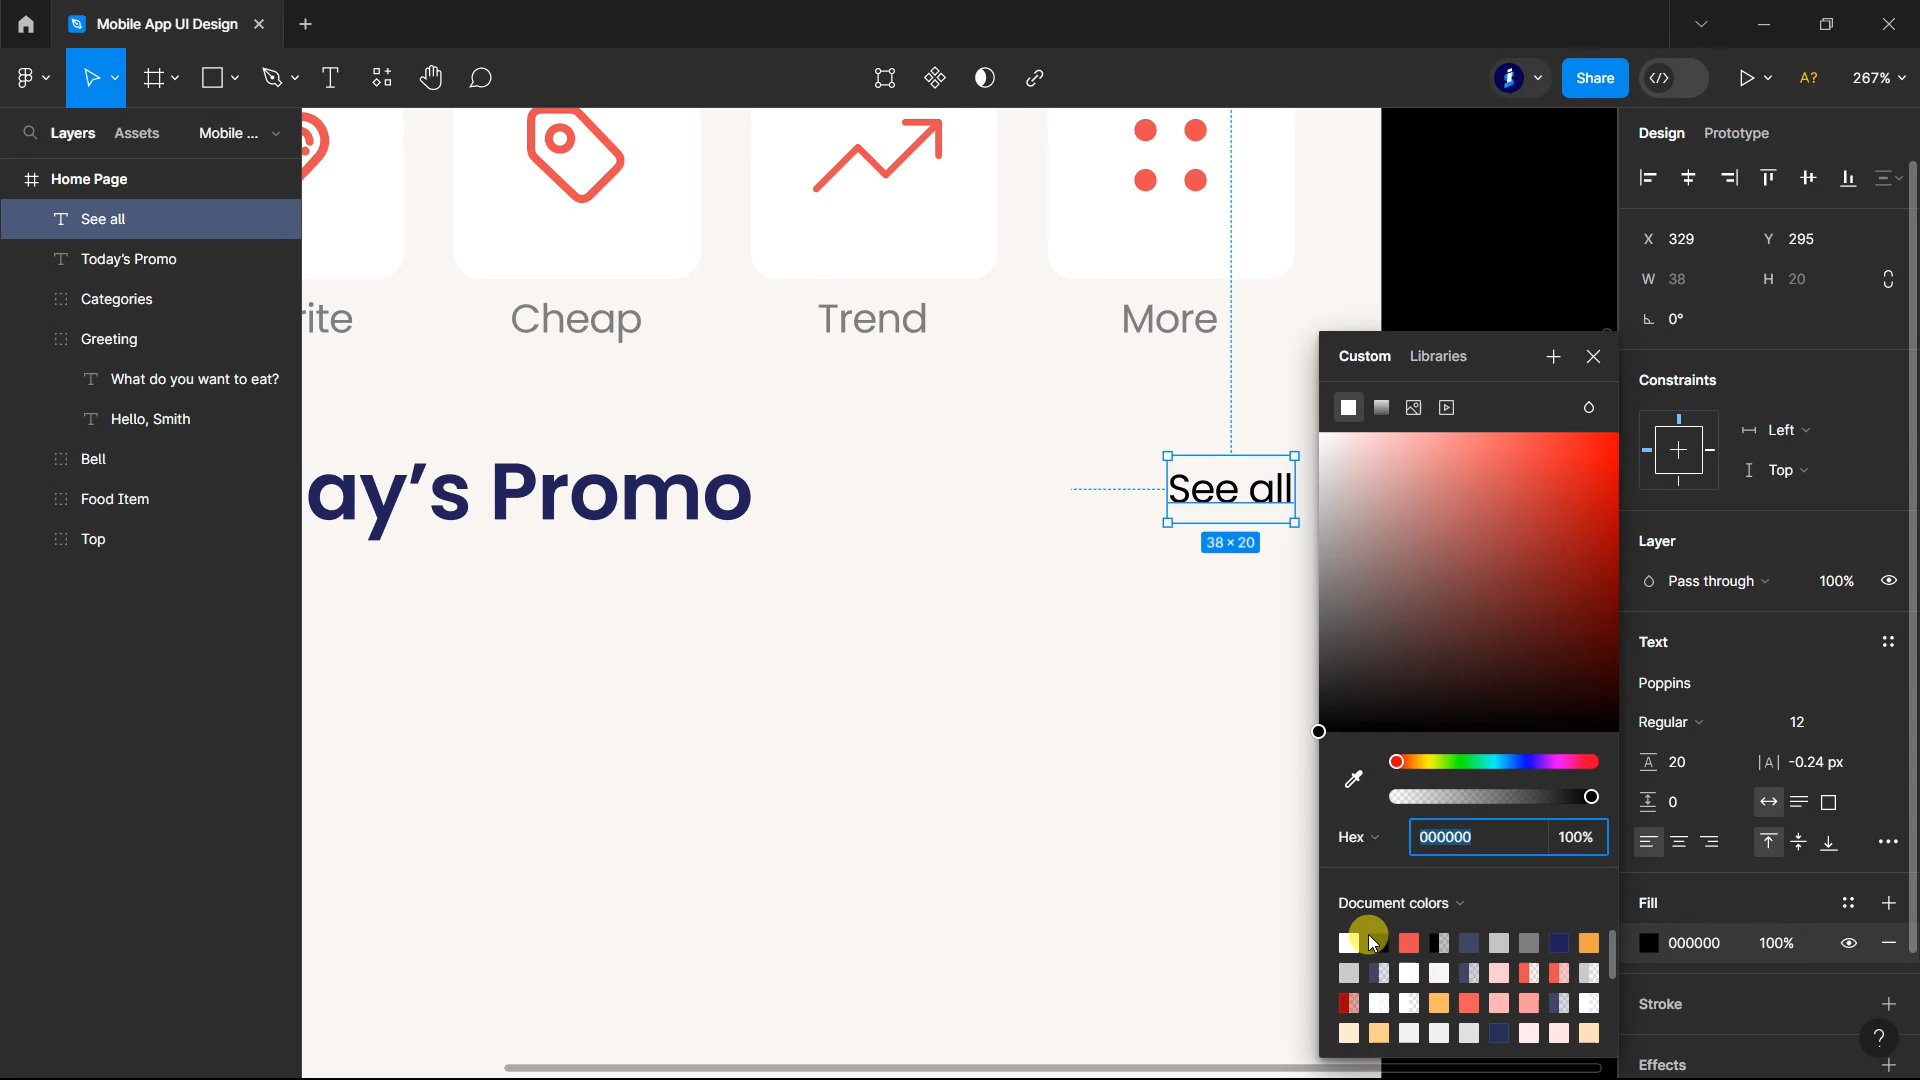 Mobile App UI Design
Share
A?
267%
Layers
Assets
Mobile ...
Home Page
See all
Today's Promo
Categories
Greeting
What do you want to eat?
Hello, Smith
Bell
Food Item
Top
rite
Cheap
Trend
More
ay's Promo
See all
38 × 20
Custom
Libraries
Hex
000000
100%
Document colors
Design
Prototype
X 329
Y 295
W 38
H 20
0°
Constraints
Left
Top
Layer
Pass through
100%
Text
Poppins
Regular
12
A 20
|A| -0.24 px
0
Fill
000000
100%
Stroke
Effects
?